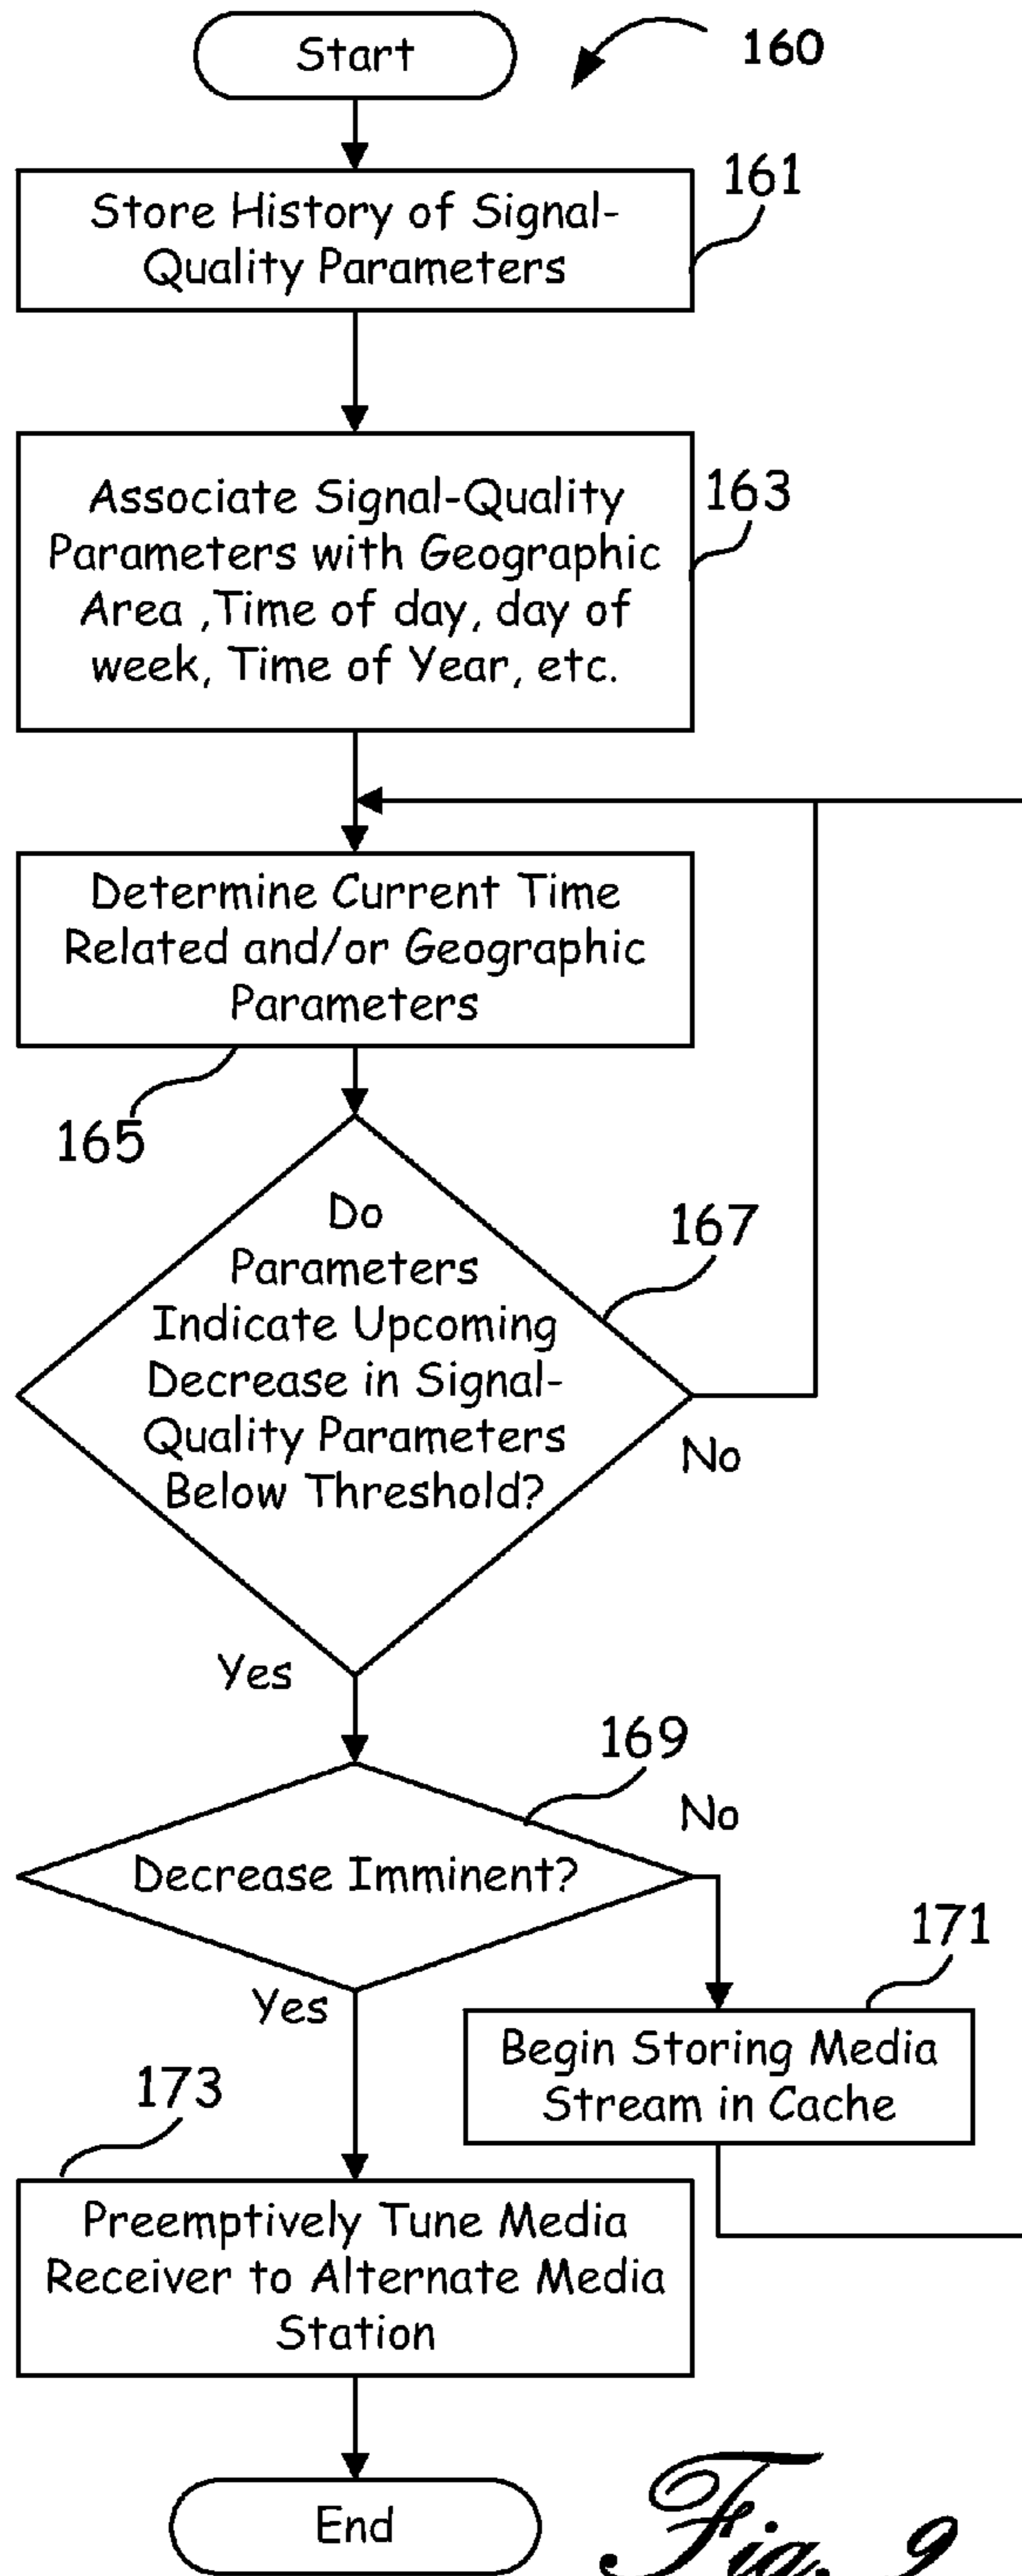 Start
160
161
Store History of Signal-
Quality Parameters
163
Associate Signal-Quality
Parameters with Geographic
Area ,Time of day, day of
week, Time of Year, etc.
Determine Current Time
Related and/or Geographic
Parameters
165
Do
Parameters
Indicate Upcoming
Decrease in Signal-
Quality Parameters
Below Threshold?
167
No
Yes
169
No
Decrease Imminent?
171
Yes
Begin Storing Media
Stream in Cache
173
Preemptively Tune Media
Receiver to Alternate Media
Station
End
Fig. 9